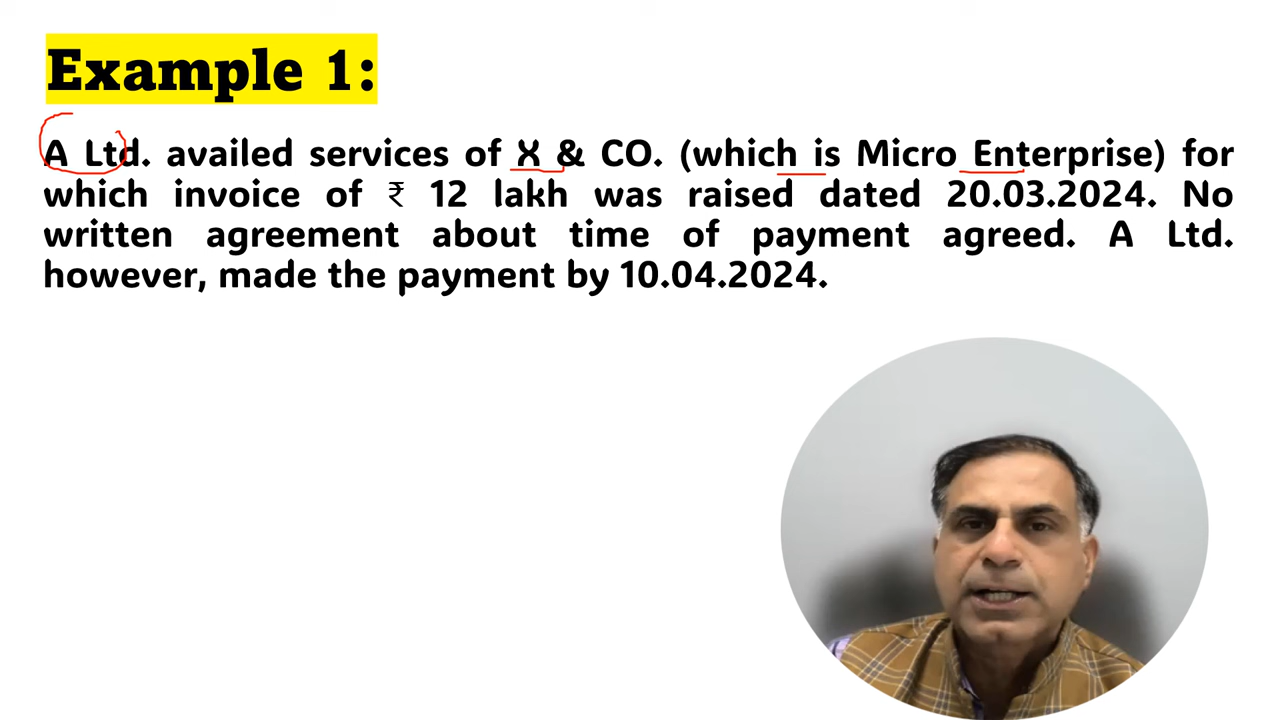 Example 1:
A Ltd. availed services of X & CO. (which is Micro Enterprise) for
which invoice of ₹ 12 lakh was raised dated 20.03.2024. No
written agreement about time of payment agreed. A Ltd.
however, made the payment by 10.04.2024.